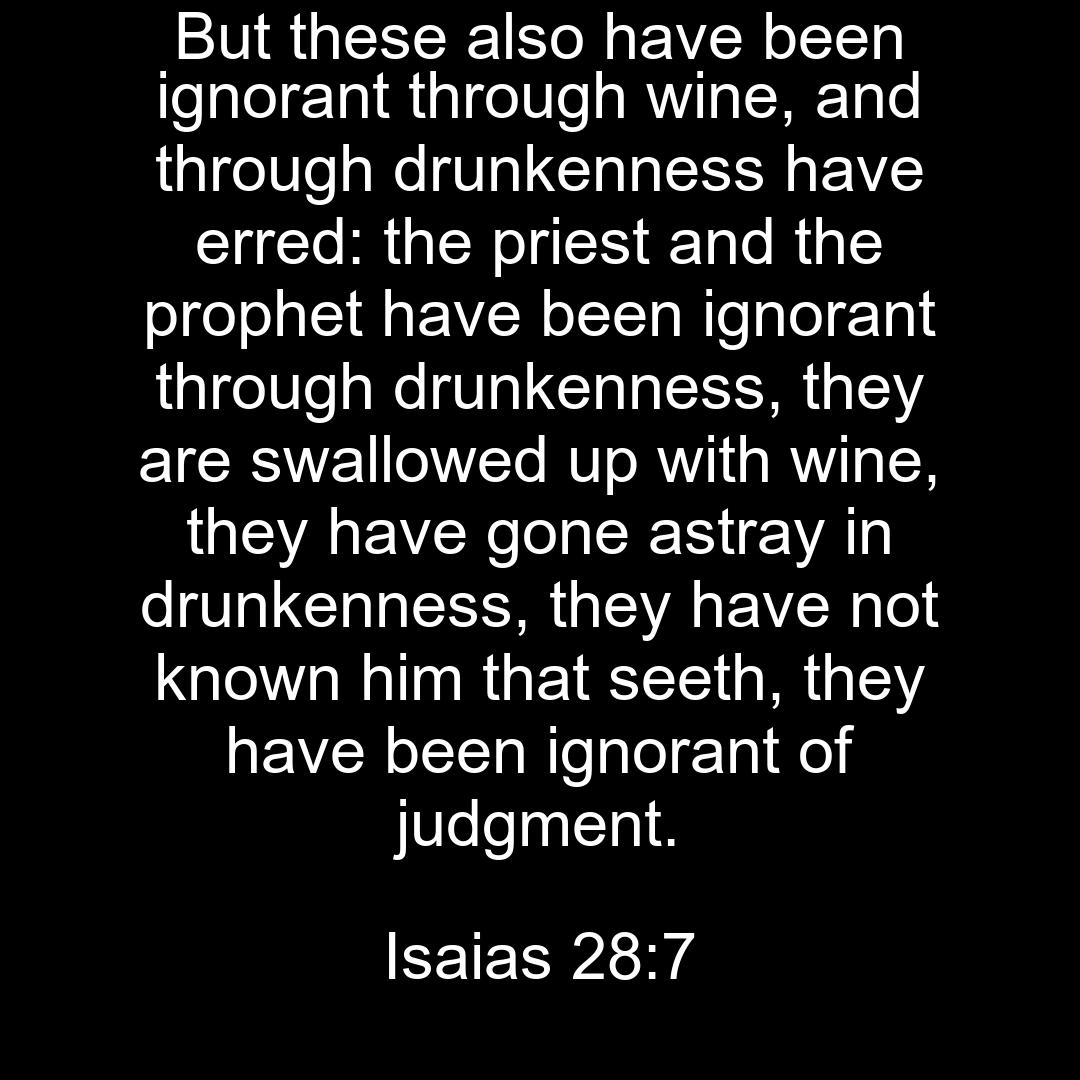 But these also have been
ignorant through wine, and
through drunkenness have
erred: the priest and the
prophet have been ignorant
through drunkenness, they
are swallowed up with wine,
they have gone astray in
drunkenness, they have not
known him that seeth, they
have been ignorant of
judgment.
Isaias 28:7